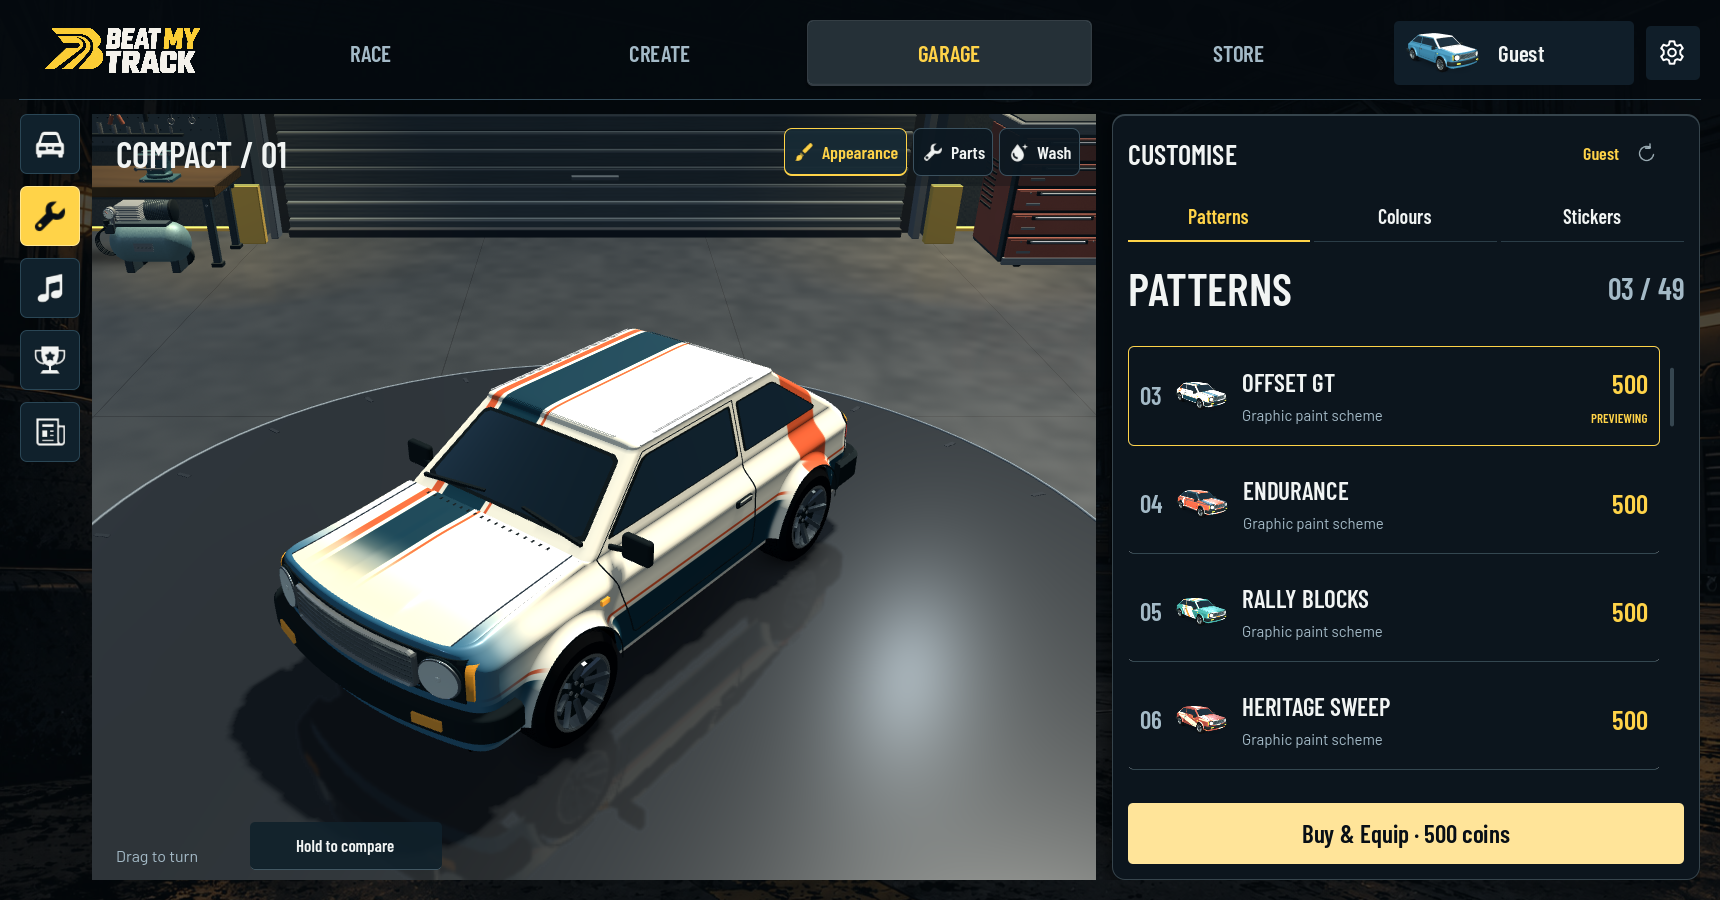 BEAT MY
TRACK
RACE
CREATE
GARAGE
STORE
Guest
COMPACT / 01
Appearance
Parts
Wash
CUSTOMISE
Guest
Patterns
Colours
Stickers
PATTERNS
03 / 49
03
OFFSET GT
Graphic paint scheme
500
PREVIEWING
04
ENDURANCE
Graphic paint scheme
500
05
RALLY BLOCKS
Graphic paint scheme
500
06
HERITAGE SWEEP
Graphic paint scheme
500
Drag to turn
Hold to compare
Buy & Equip · 500 coins